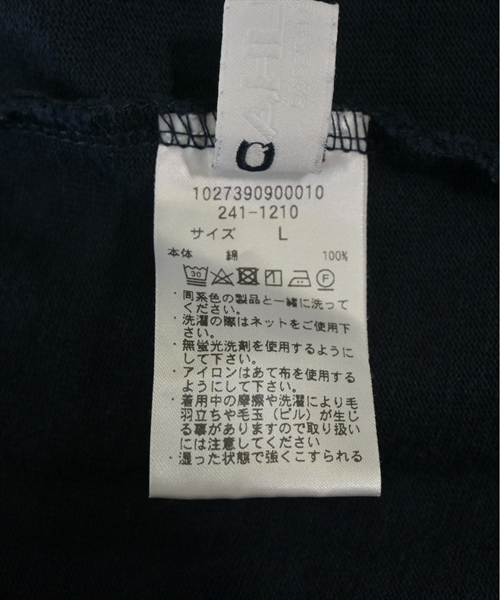 AHL
1027390900010
241-1210
サイズ L
本体 綿 100%
30 F
・同系色の製品と一緒に洗って
ください。
・洗濯の際はネットをご使用下
さい。
・無蛍光洗剤を使用するように
して下さい。
・アイロンはあて布を使用する
ようにして下さい。
・着用中の摩擦や洗濯により毛
羽立ちや毛玉(ピル)が生じ
る事がありますので取り扱い
には注意してください
・湿った状態で強くこすられる